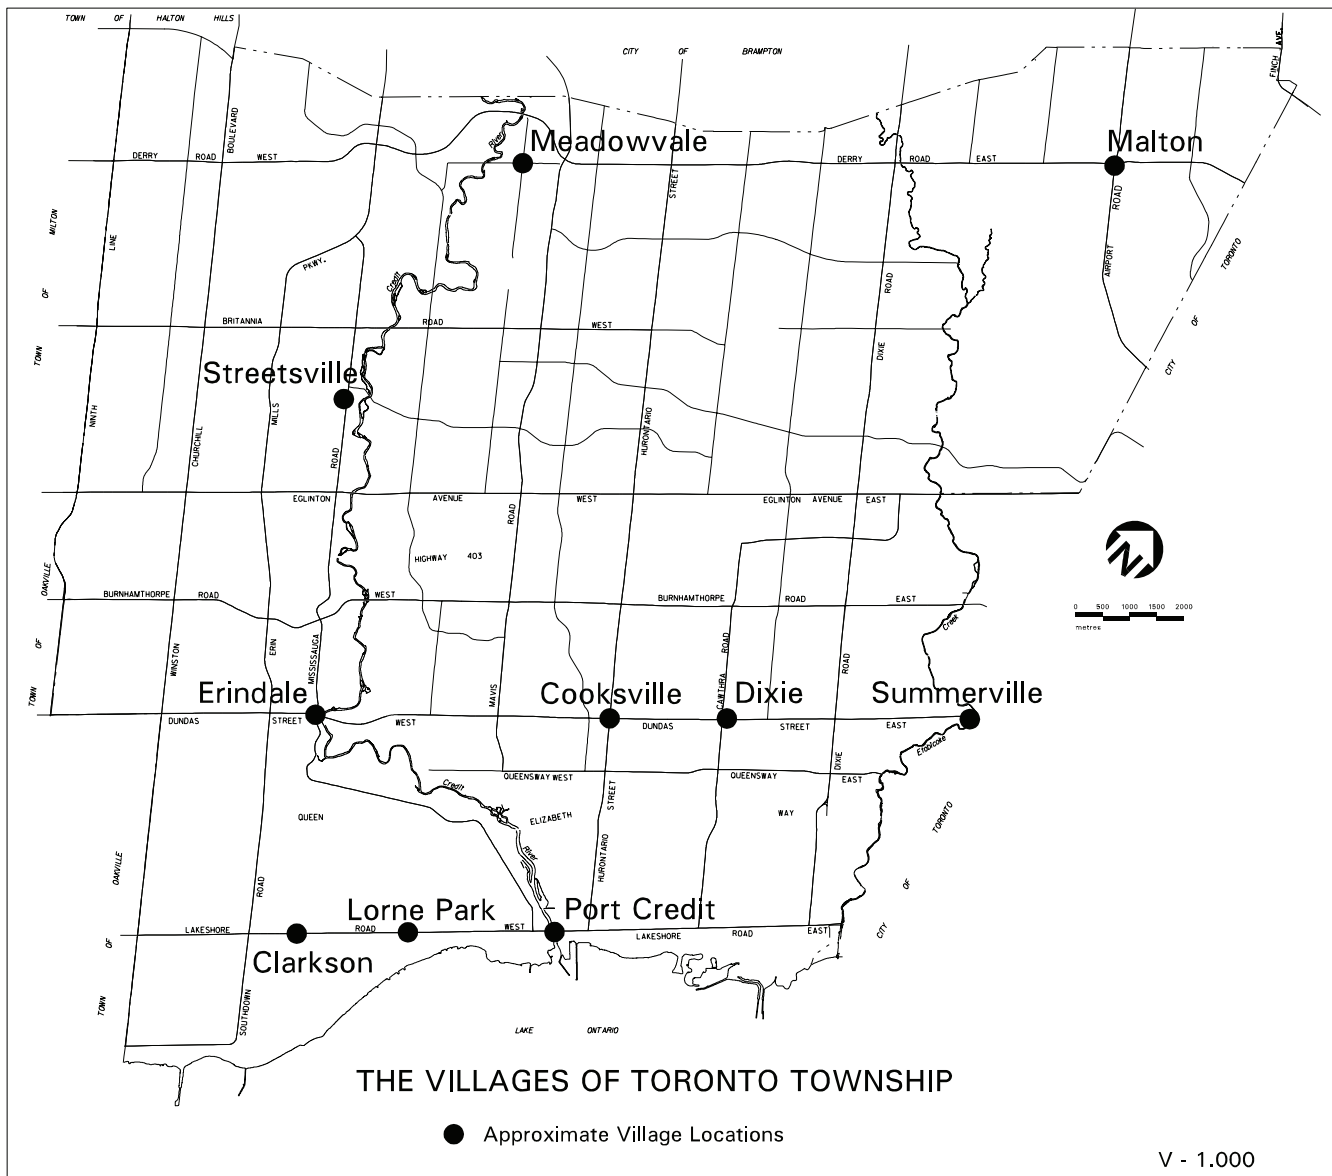 TOWN OF HALTON HILLS
CITY OF BRAMPTON
FINCH AVE.
BOULEVARD
River
Meadowvale
Malton
DERRY ROAD WEST
DERRY ROAD EAST
STREET
ROAD
MILTON
LINE
PKWY.
Credit
AIRPORT
TORONTO
OF
ROAD
BRITANNIA ROAD WEST
OF
TOWN
DIXIE
CITY
Streetsville
NINTH
CHURCHILL
MILLS
ROAD
HURONTARIO
EGLINTON AVENUE WEST
EGLINTON AVENUE EAST
ROAD
HIGHWAY 403
N
OAKVILLE
BURNHAMTHORPE ROAD WEST
BURNHAMTHORPE ROAD EAST
0 500 1000 1500 2000
metres
Creek
OF
WINSTON
ERIN
MISSISSAUGA
ROAD
ROAD
TOWN
Erindale
MAVIS
Cooksville
CAWTHRA
Dixie
Summerville
DUNDAS STREET WEST
DUNDAS STREET EAST
Etobicoke
DIXIE
QUEENSWAY WEST
QUEENSWAY EAST
Credit
STREET
QUEEN ELIZABETH WAY
TORONTO
River
OAKVILLE
HURONTARIO
ROAD
OF
Lorne Park
Port Credit
LAKESHORE ROAD WEST
LAKESHORE ROAD EAST
CITY
OF
Clarkson
TOWN
SOUTHDOWN
LAKE ONTARIO
THE VILLAGES OF TORONTO TOWNSHIP
Approximate Village Locations
V - 1.000